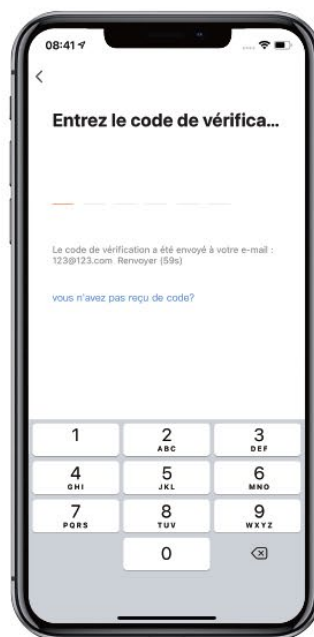 08:41
Entrez le code de vérifica...
Le code de vérification a été envoyé à votre e-mail :
123@123.com Renvoyer (59s)
vous n'avez pas reçu de code?
1
2
ABC
3
DEF
4
GHI
5
JKL
6
MNO
7
PQRS
8
TUV
9
WXYZ
0